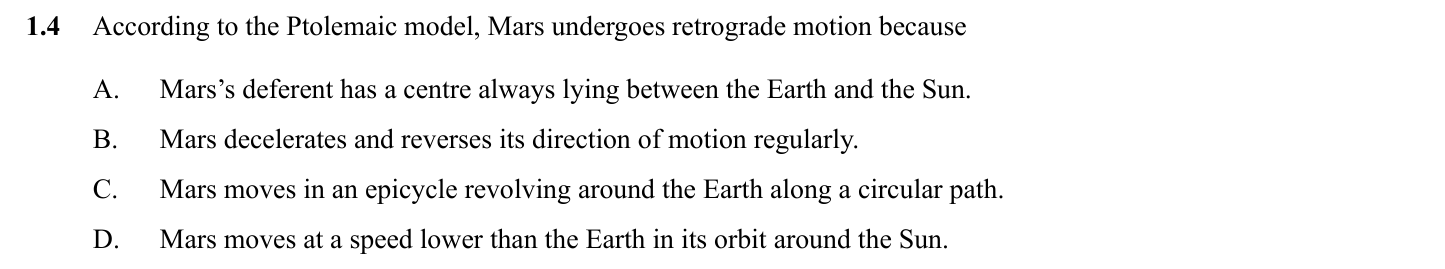 1.4 According to the Ptolemaic model, Mars undergoes retrograde motion because
A. Mars’s deferent has a centre always lying between the Earth and the Sun.
B. Mars decelerates and reverses its direction of motion regularly.
C. Mars moves in an epicycle revolving around the Earth along a circular path.
D. Mars moves at a speed lower than the Earth in its orbit around the Sun.